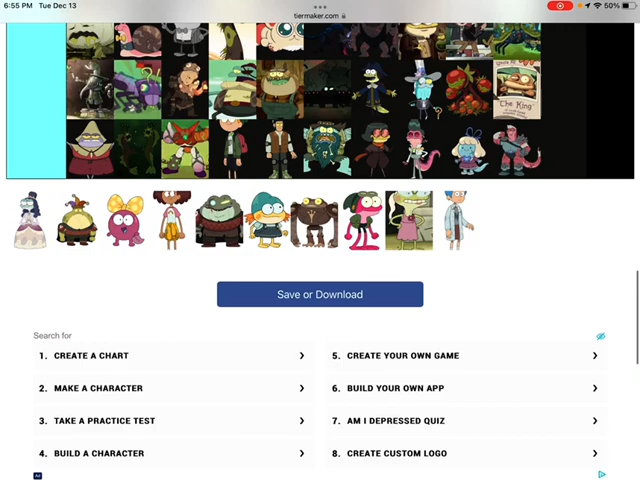 6:55 PM Tue Dec 13
50%
tiermaker.com
The King
Save or Download
Search for
1. CREATE A CHART
2. MAKE A CHARACTER
3. TAKE A PRACTICE TEST
4. BUILD A CHARACTER
5. CREATE YOUR OWN GAME
6. BUILD YOUR OWN APP
7. AM I DEPRESSED QUIZ
8. CREATE CUSTOM LOGO
Ad